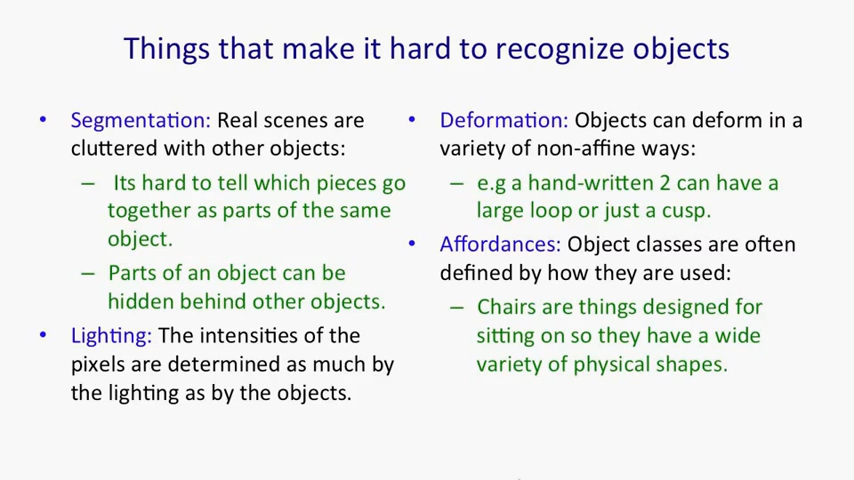 Things that make it hard to recognize objects
• Segmentation: Real scenes are
cluttered with other objects:
– Its hard to tell which pieces go
together as parts of the same
object.
– Parts of an object can be
hidden behind other objects.
• Lighting: The intensities of the
pixels are determined as much by
the lighting as by the objects.
• Deformation: Objects can deform in a
variety of non-affine ways:
– e.g a hand-written 2 can have a
large loop or just a cusp.
• Affordances: Object classes are often
defined by how they are used:
– Chairs are things designed for
sitting on so they have a wide
variety of physical shapes.